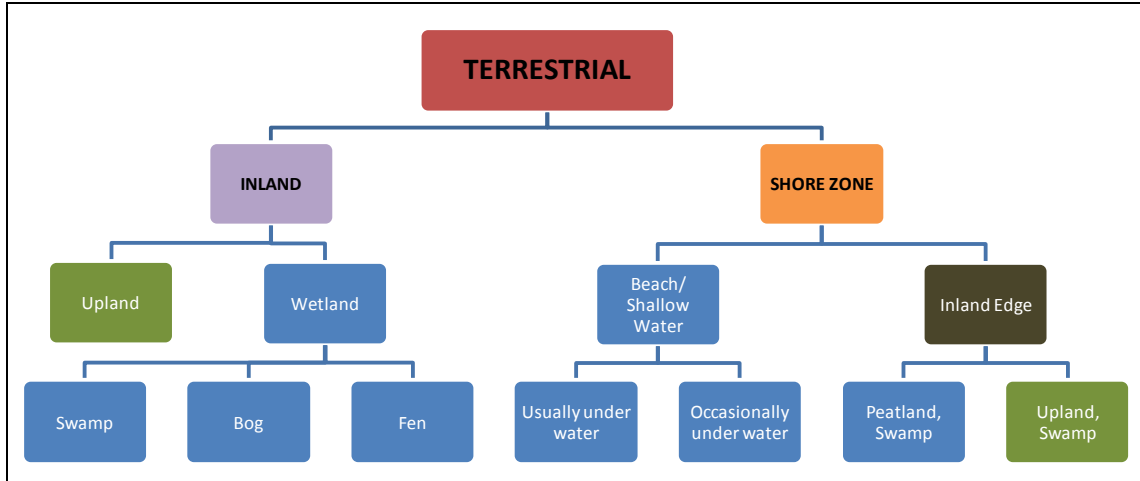 TERRESTRIAL
INLAND
SHORE ZONE
Upland
Wetland
Beach/
Shallow
Water
Inland Edge
Swamp
Bog
Fen
Usually under
water
Occasionally
under water
Peatland,
Swamp
Upland,
Swamp